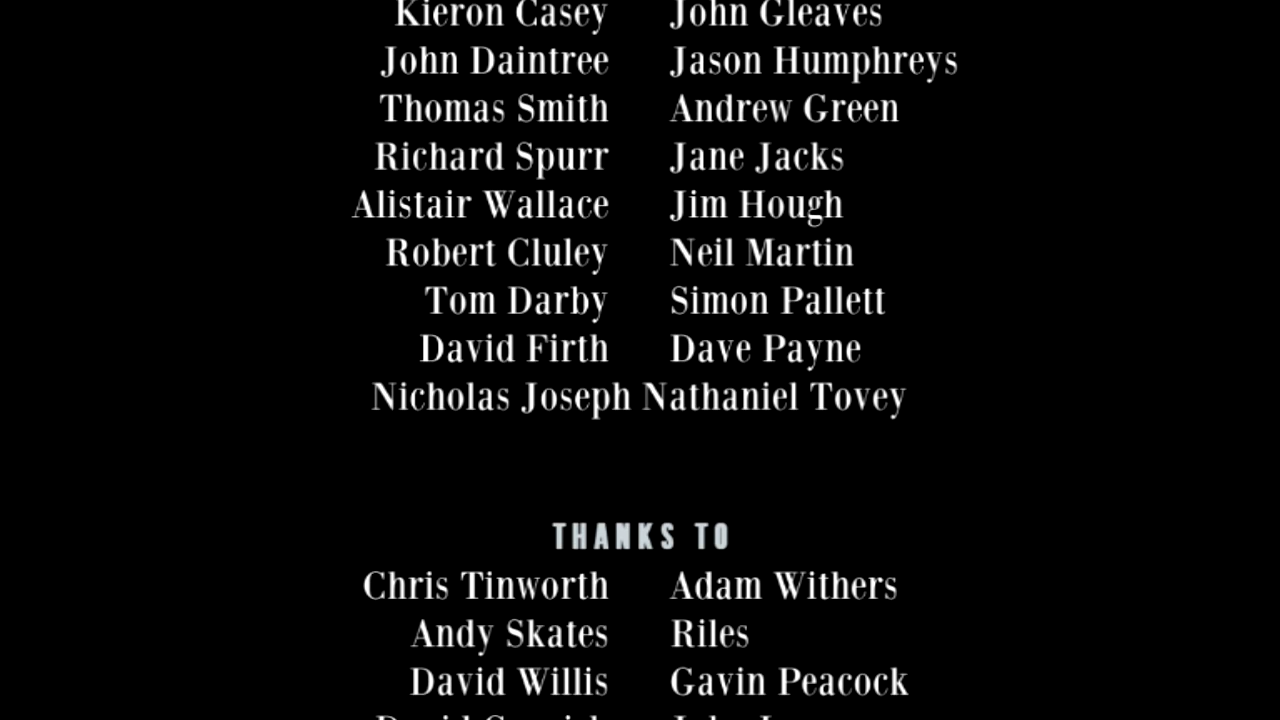 Kieron Casey John Gleaves
John Daintree Jason Humphreys
Thomas Smith Andrew Green
Richard Spurr Jane Jacks
Alistair Wallace Jim Hough
Robert Cluley Neil Martin
Tom Darby Simon Pallett
David Firth Dave Payne
Nicholas Joseph Nathaniel Tovey
THANKS TO
Chris Tinworth Adam Withers
Andy Skates Riles
David Willis Gavin Peacock
David